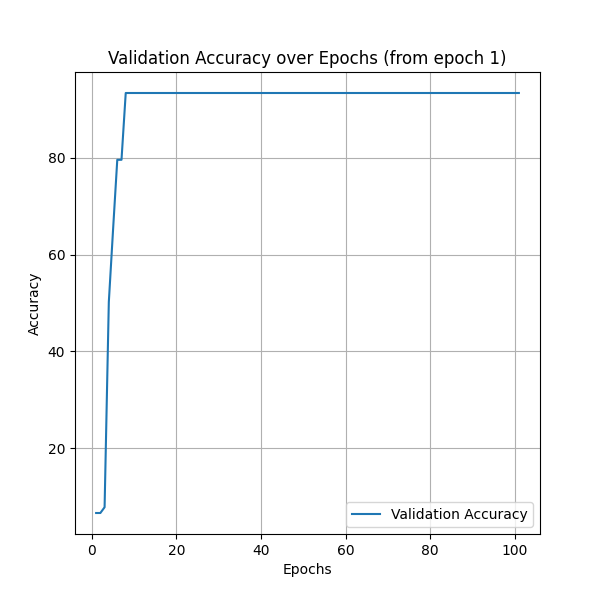 Validation Accuracy over Epochs (from epoch 1)
80
60
40
20
Accuracy
Validation Accuracy
0 20 40 60 80 100
Epochs